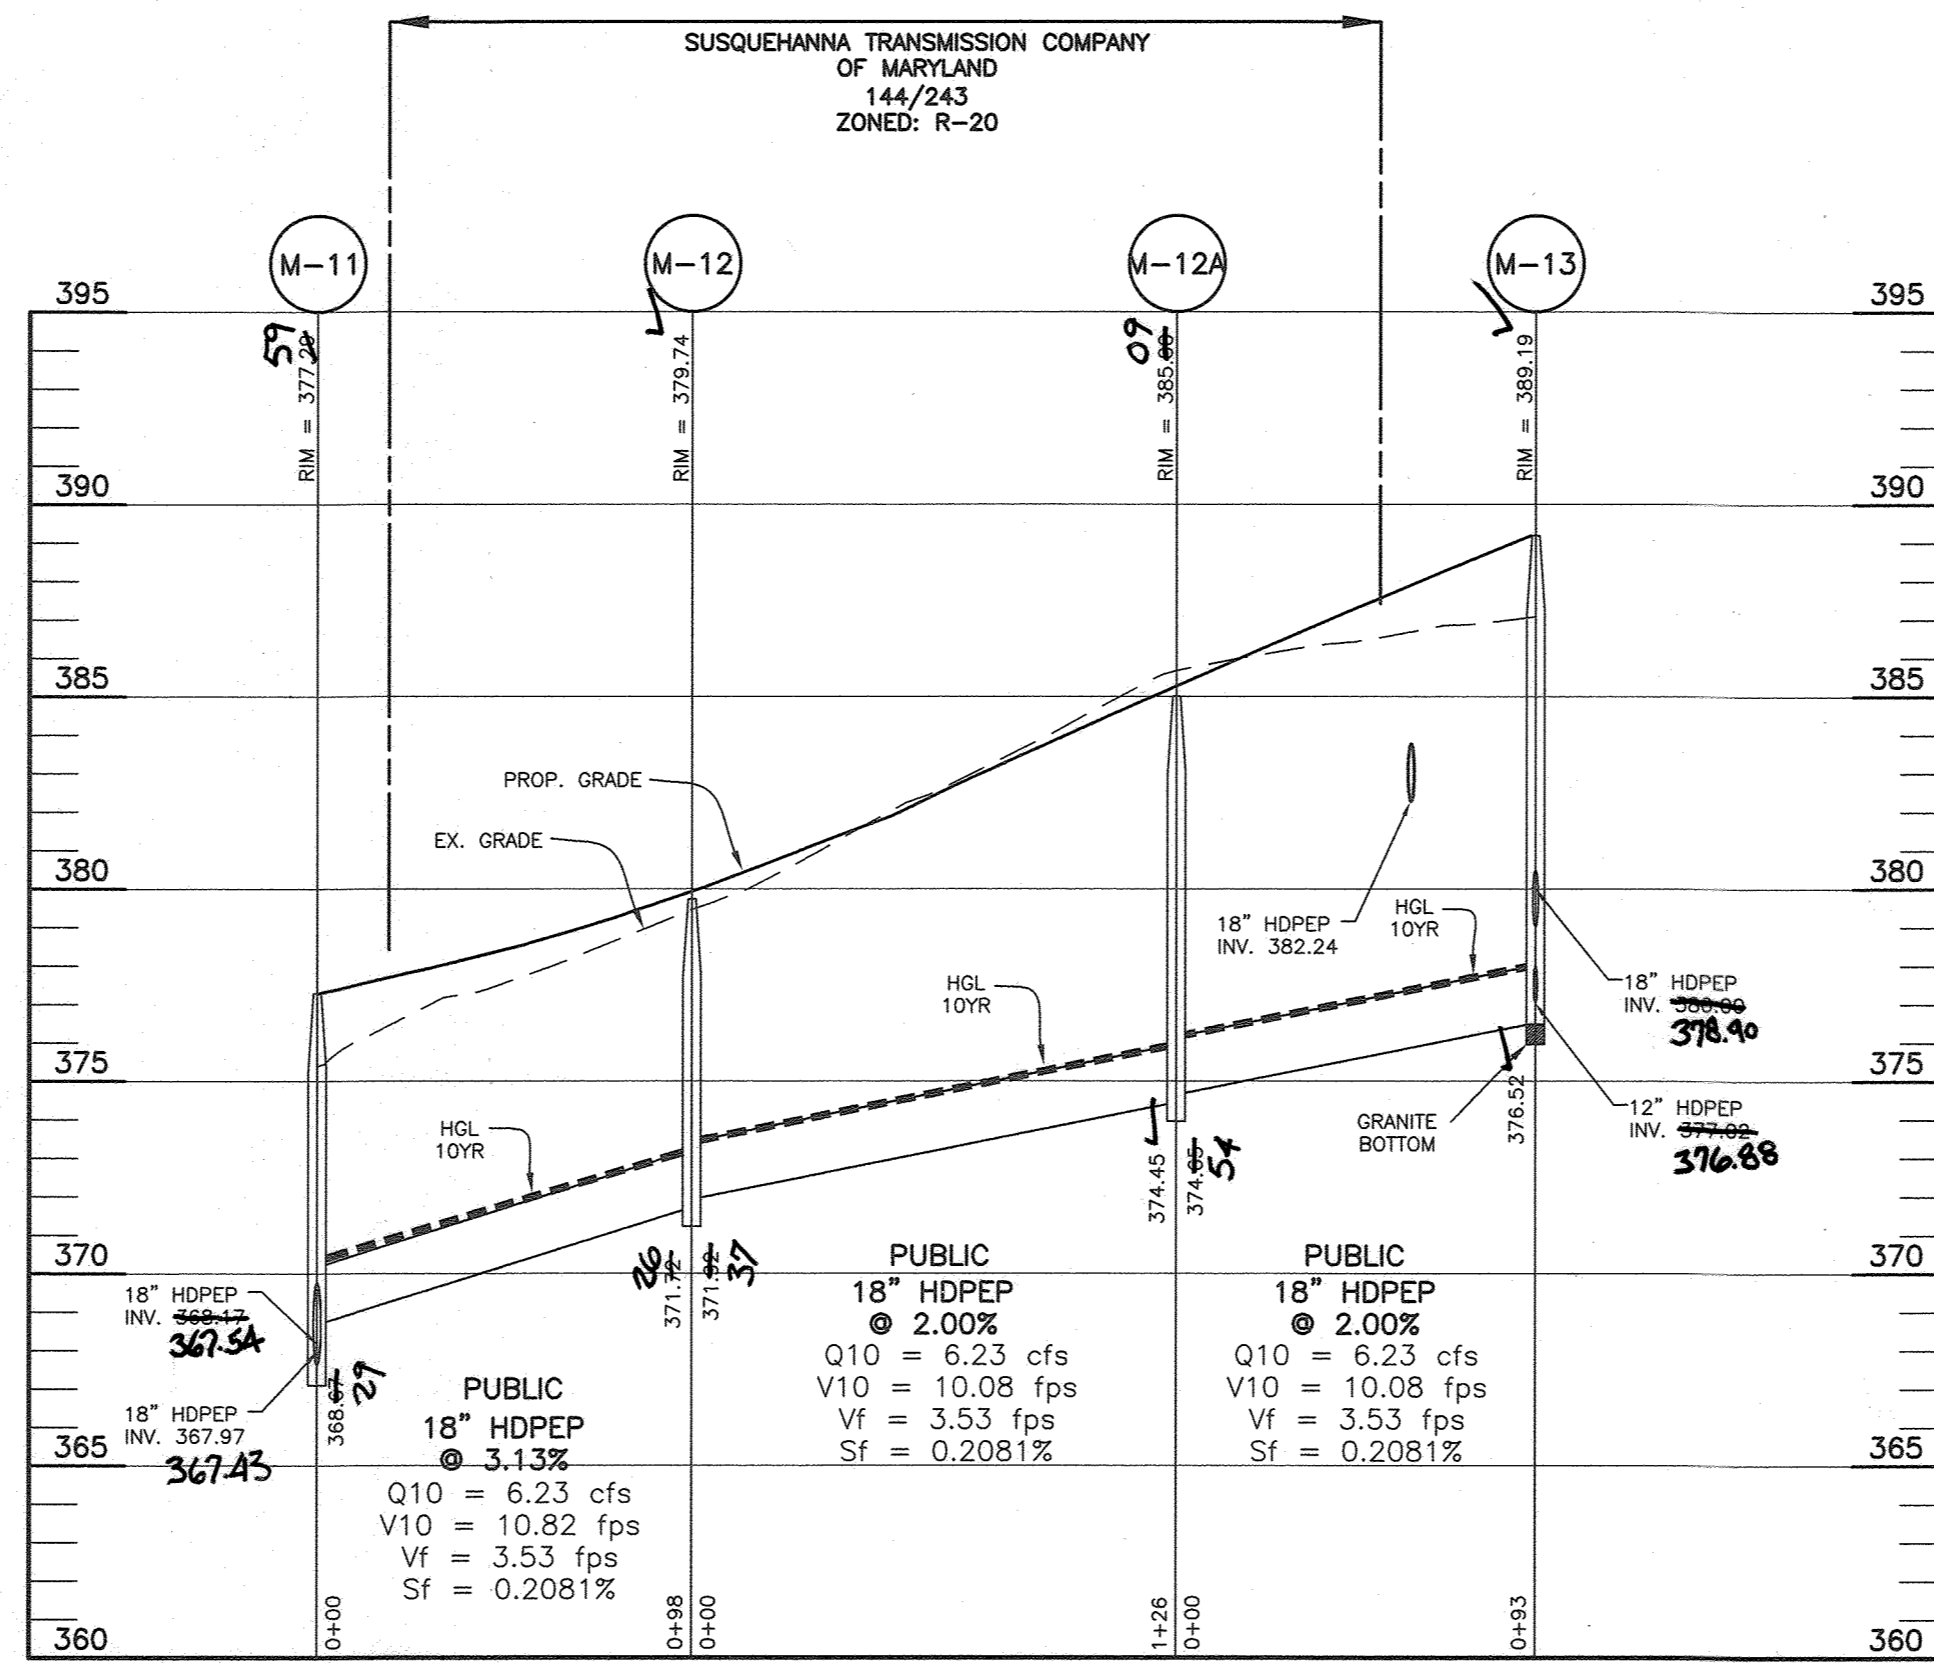 SUSQUEHANNA TRANSMISSION COMPANY
OF MARYLAND
144/243
ZONED: R-20
M-11
M-12
M-12A
M-13
395
395
59
RIM = 377.29
RIM = 379.74
09
RIM = 385.00
RIM = 389.19
390
390
385
385
PROP. GRADE
EX. GRADE
380
380
18" HDPEP
INV. 382.24
HGL
10YR
HGL
10YR
18" HDPEP
INV. 380.00
378.90
375
375
HGL
10YR
GRANITE
BOTTOM
376.52
12" HDPEP
INV. 377.02
376.88
374.45
374.65
54
370
370
26
371.72
371.92
37
18" HDPEP
INV. 368.17
367.54
18" HDPEP
INV. 367.97
367.43
368.67
29
PUBLIC
18" HDPEP
@ 3.13%
Q10 = 6.23 cfs
V10 = 10.82 fps
Vf = 3.53 fps
Sf = 0.2081%
PUBLIC
18" HDPEP
@ 2.00%
Q10 = 6.23 cfs
V10 = 10.08 fps
Vf = 3.53 fps
Sf = 0.2081%
PUBLIC
18" HDPEP
@ 2.00%
Q10 = 6.23 cfs
V10 = 10.08 fps
Vf = 3.53 fps
Sf = 0.2081%
365
365
0+00
0+98
0+00
1+26
0+00
0+93
360
360